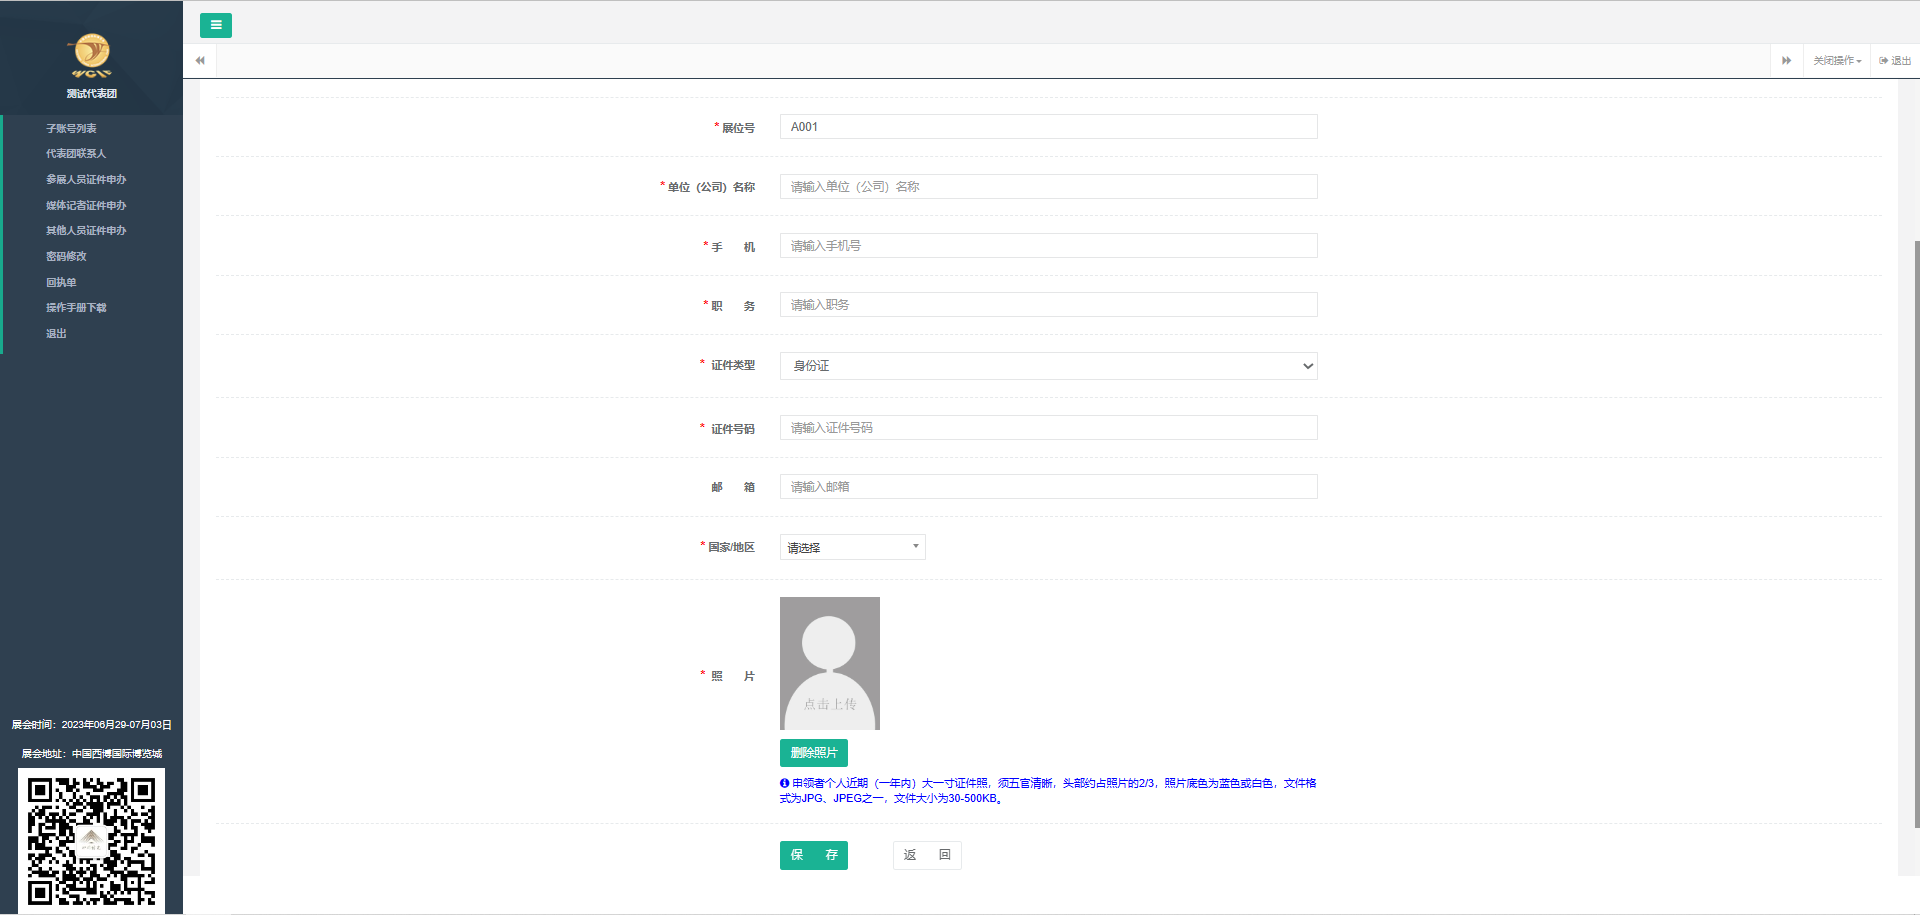 WCIF
测试代表团
子账号列表
代表团联系人
参展人员证件申办
媒体记者证件申办
其他人员证件申办
密码修改
回执单
操作手册下载
退出
展会时间：2023年06月29-07月03日
展会地址：中国西博国际博览城
关闭操作
退出
*展位号 A001
*单位（公司）名称 请输入单位（公司）名称
*手 机 请输入手机号
*职 务 请输入职务
* 证件类型 身份证
* 证件号码 请输入证件号码
邮 箱 请输入邮箱
*国家/地区 请选择
* 照 片
点击上传
删除照片
申领者个人近期（一年内）大一寸证件照，须五官清晰，头部约占照片的2/3，照片底色为蓝色或白色，文件格
式为JPG、JPEG之一，文件大小为30-500KB。
保 存 返 回